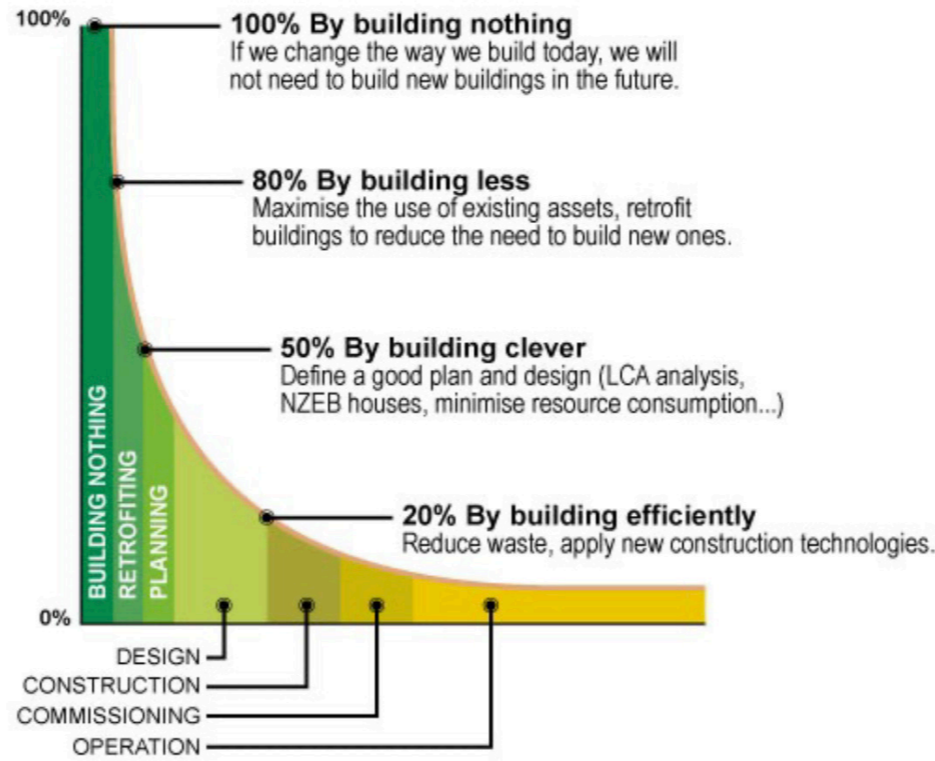 100%
100% By building nothing
If we change the way we build today, we will
not need to build new buildings in the future.
80% By building less
Maximise the use of existing assets, retrofit
buildings to reduce the need to build new ones.
50% By building clever
Define a good plan and design (LCA analysis,
NZEB houses, minimise resource consumption...)
20% By building efficiently
Reduce waste, apply new construction technologies.
BUILDING NOTHING
RETROFITING
PLANNING
0%
DESIGN
CONSTRUCTION
COMMISSIONING
OPERATION